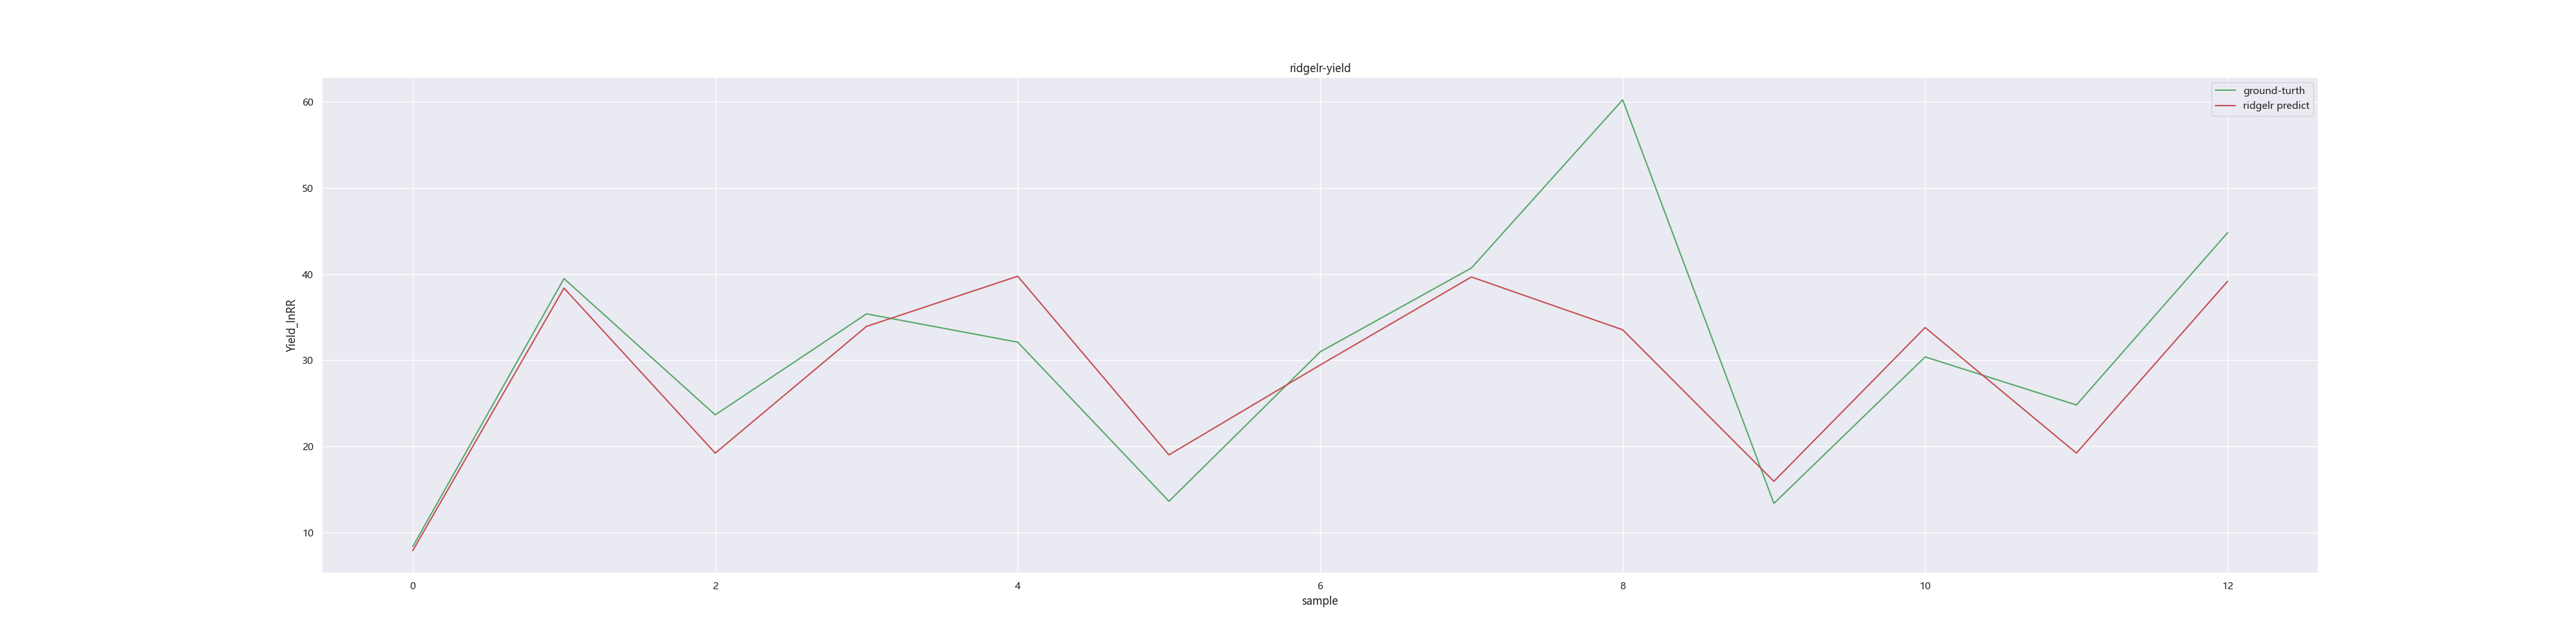 ridgelr-yield
ground-turth
ridgelr predict
60
50
40
30
20
10
Yield_lnRR
0 2 4 6 8 10 12
sample